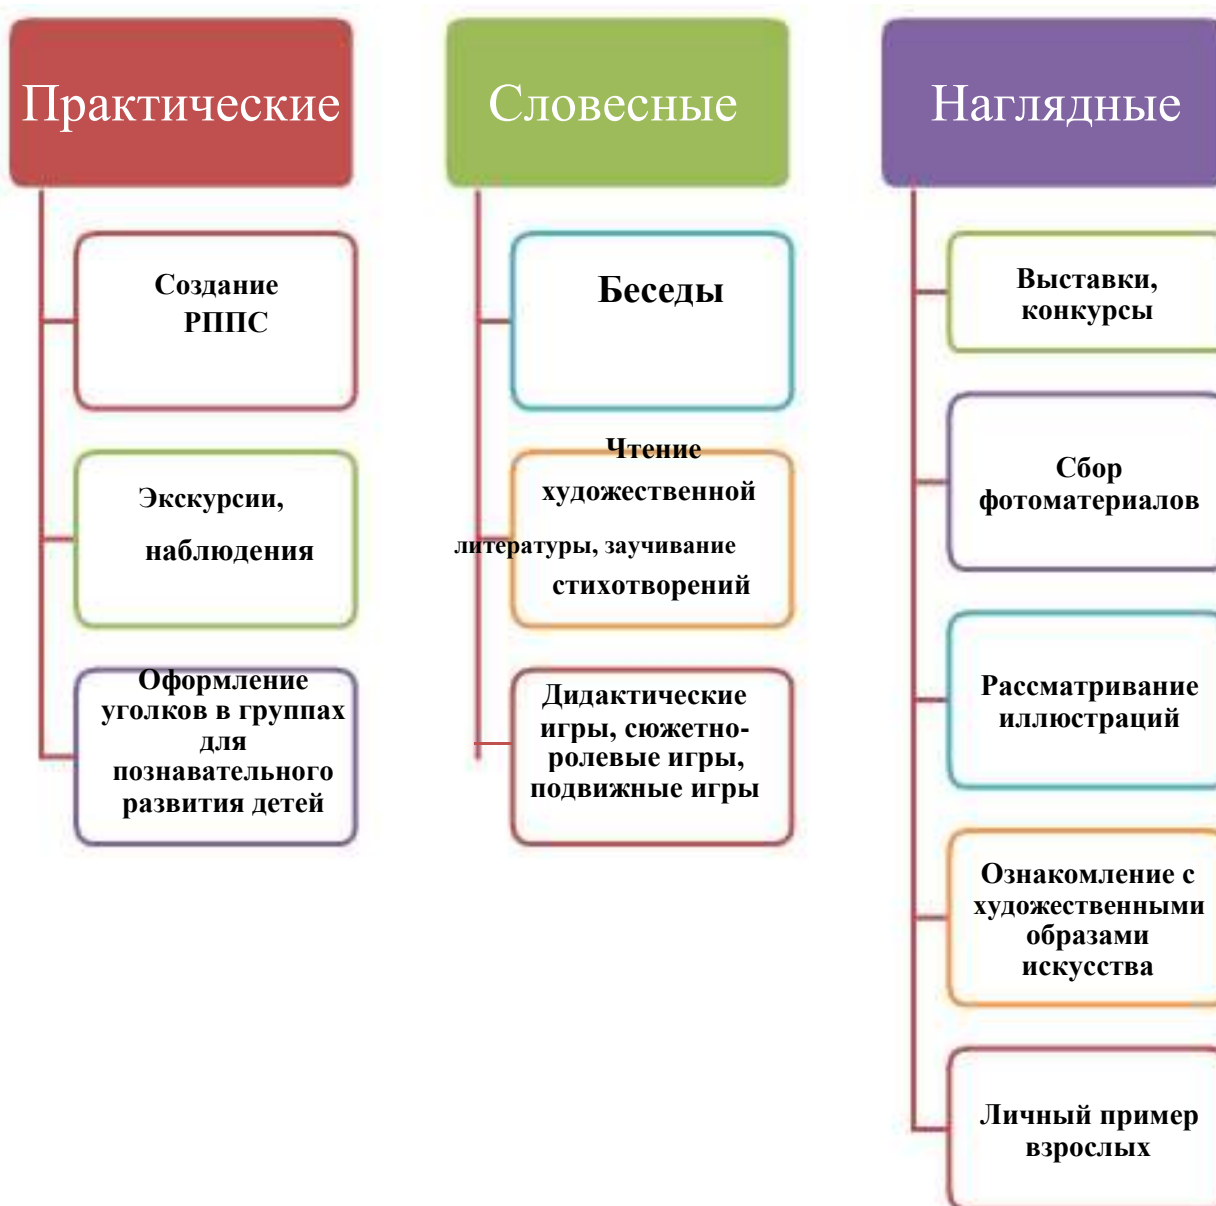 Практические
Создание
РППС
Экскурсии,
наблюдения
Оформление
уголков в группах
для
познавательного
развития детей
Словесные
Беседы
Чтение
художественной
литературы, заучивание
стихотворений
Дидактические
игры, сюжетно-
ролевые игры,
подвижные игры
Наглядные
Выставки,
конкурсы
Сбор
фотоматериалов
Рассматривание
иллюстраций
Ознакомление с
художественными
образами
искусства
Личный пример
взрослых